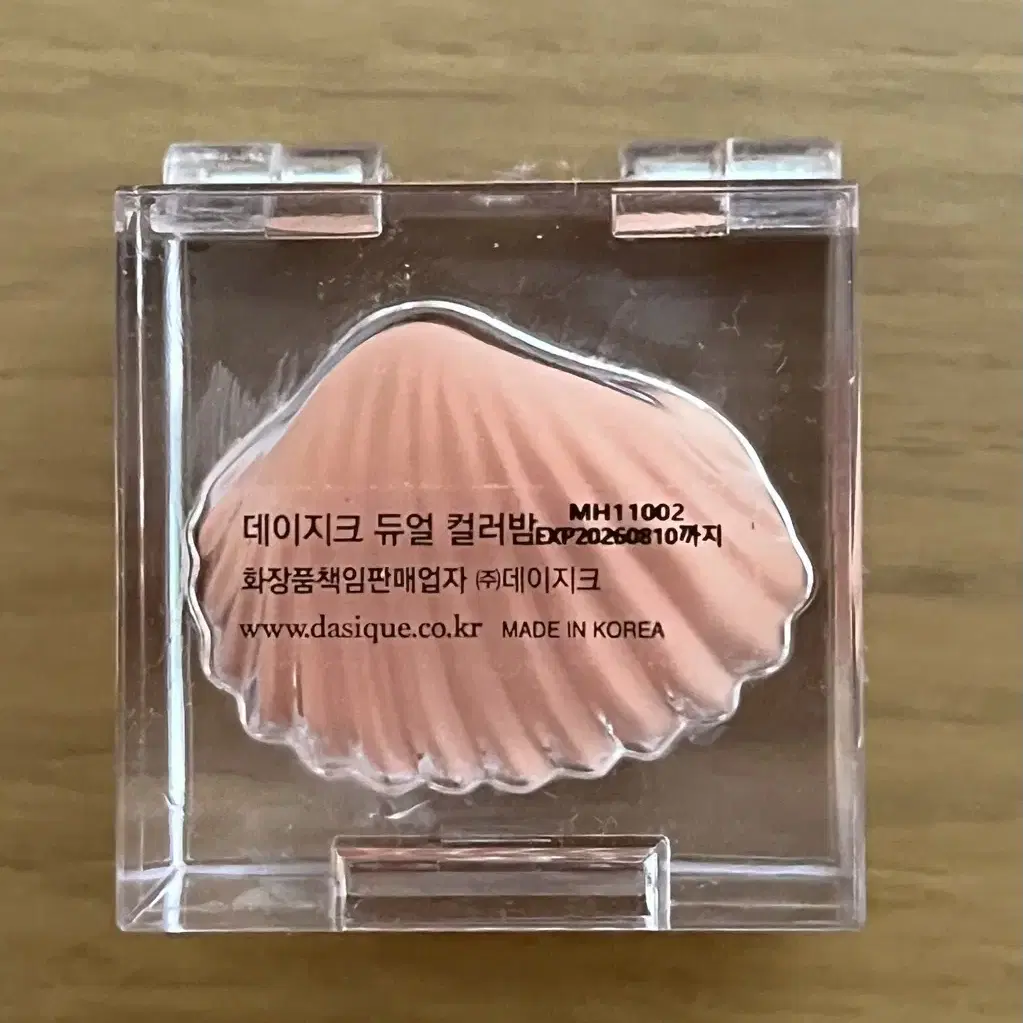 데이지크 듀얼 컬러밤
MH11002
EXP20260810까지
화장품책임판매업자 ㈜데이지크
www.dasique.co.kr MADE IN KOREA